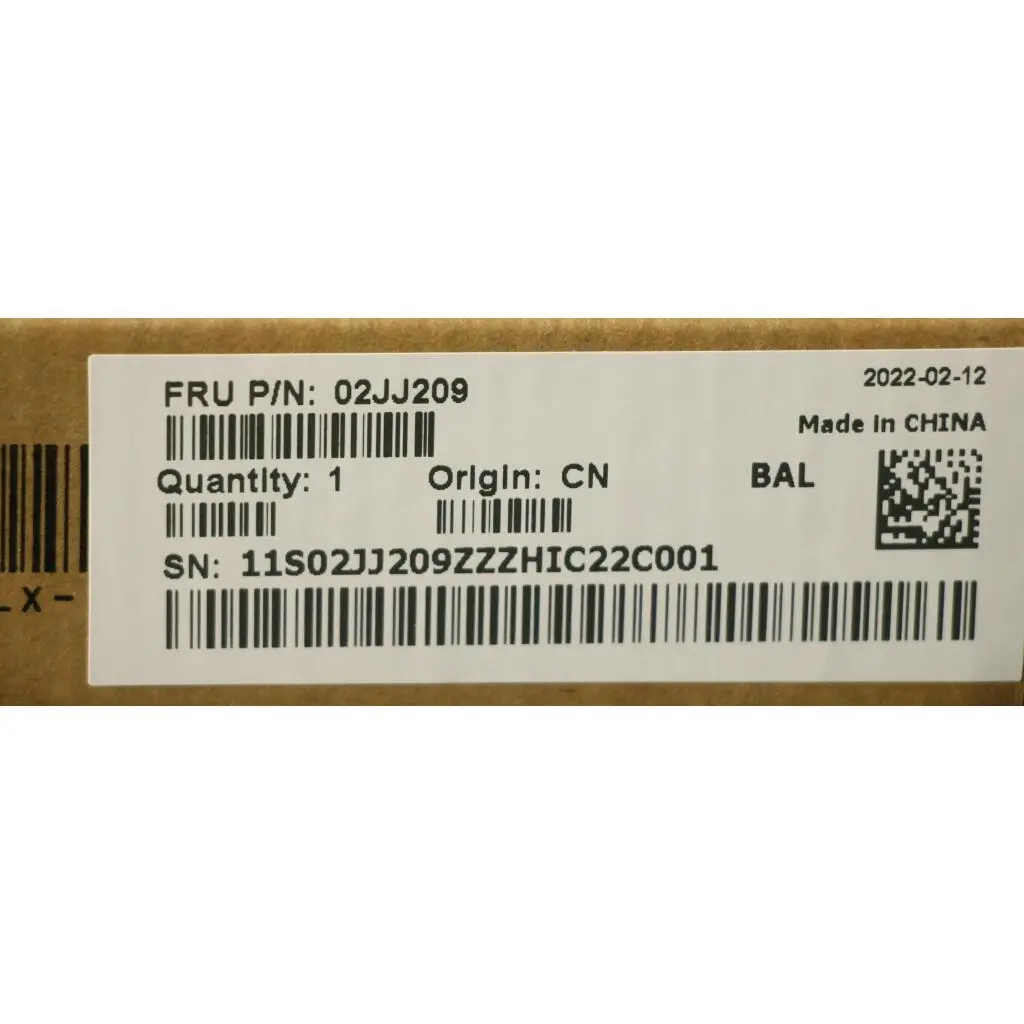 FRU P/N: 02JJ209
2022-02-12
Made in CHINA
Quantity: 1
Origin: CN
BAL
SN: 11S02JJ209ZZZHIC22C001
X-